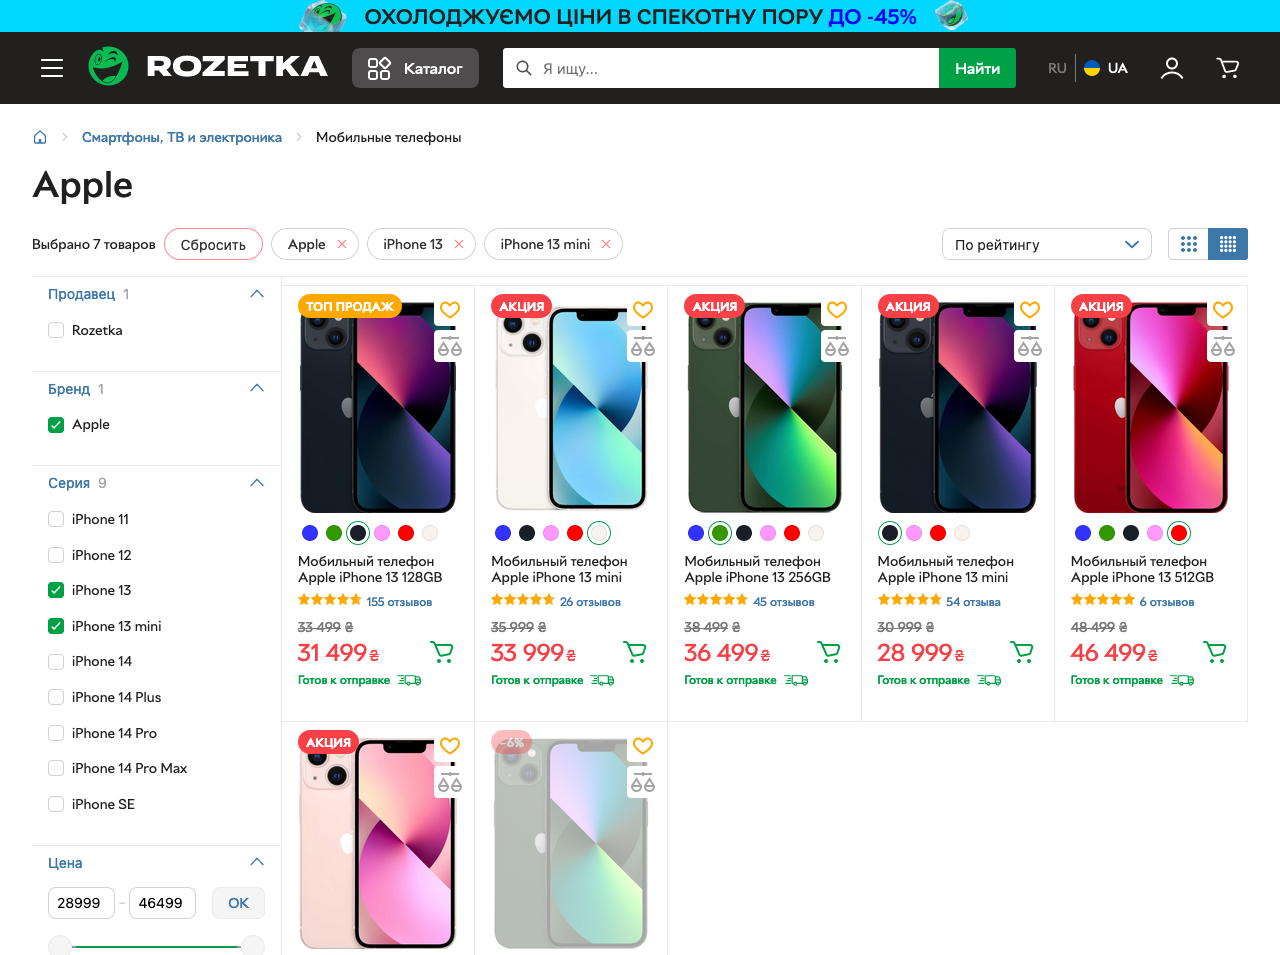 ОХОЛОДЖУЄМО ЦІНИ В СПЕКОТНУ ПОРУ ДО -45%
ROZETKA
Каталог
Я ищу...
Найти
RU
UA
Смартфоны, ТВ и электроника
Мобильные телефоны
Apple
Выбрано 7 товаров
Сбросить
Apple
iPhone 13
iPhone 13 mini
По рейтингу
Продавец 1
Rozetka
Бренд 1
Apple
Серия 9
iPhone 11
iPhone 12
iPhone 13
iPhone 13 mini
iPhone 14
iPhone 14 Plus
iPhone 14 Pro
iPhone 14 Pro Max
iPhone SE
Цена
28999 – 46499 OK
ТОП ПРОДАЖ
Мобильный телефон
Apple iPhone 13 128GB
155 отзывов
33 499 ₴
31 499 ₴
Готов к отправке
АКЦИЯ
Мобильный телефон
Apple iPhone 13 mini
26 отзывов
35 999 ₴
33 999 ₴
Готов к отправке
АКЦИЯ
Мобильный телефон
Apple iPhone 13 256GB
45 отзывов
38 499 ₴
36 499 ₴
Готов к отправке
АКЦИЯ
Мобильный телефон
Apple iPhone 13 mini
54 отзыва
30 999 ₴
28 999 ₴
Готов к отправке
АКЦИЯ
Мобильный телефон
Apple iPhone 13 512GB
6 отзывов
48 499 ₴
46 499 ₴
Готов к отправке
АКЦИЯ
-6%